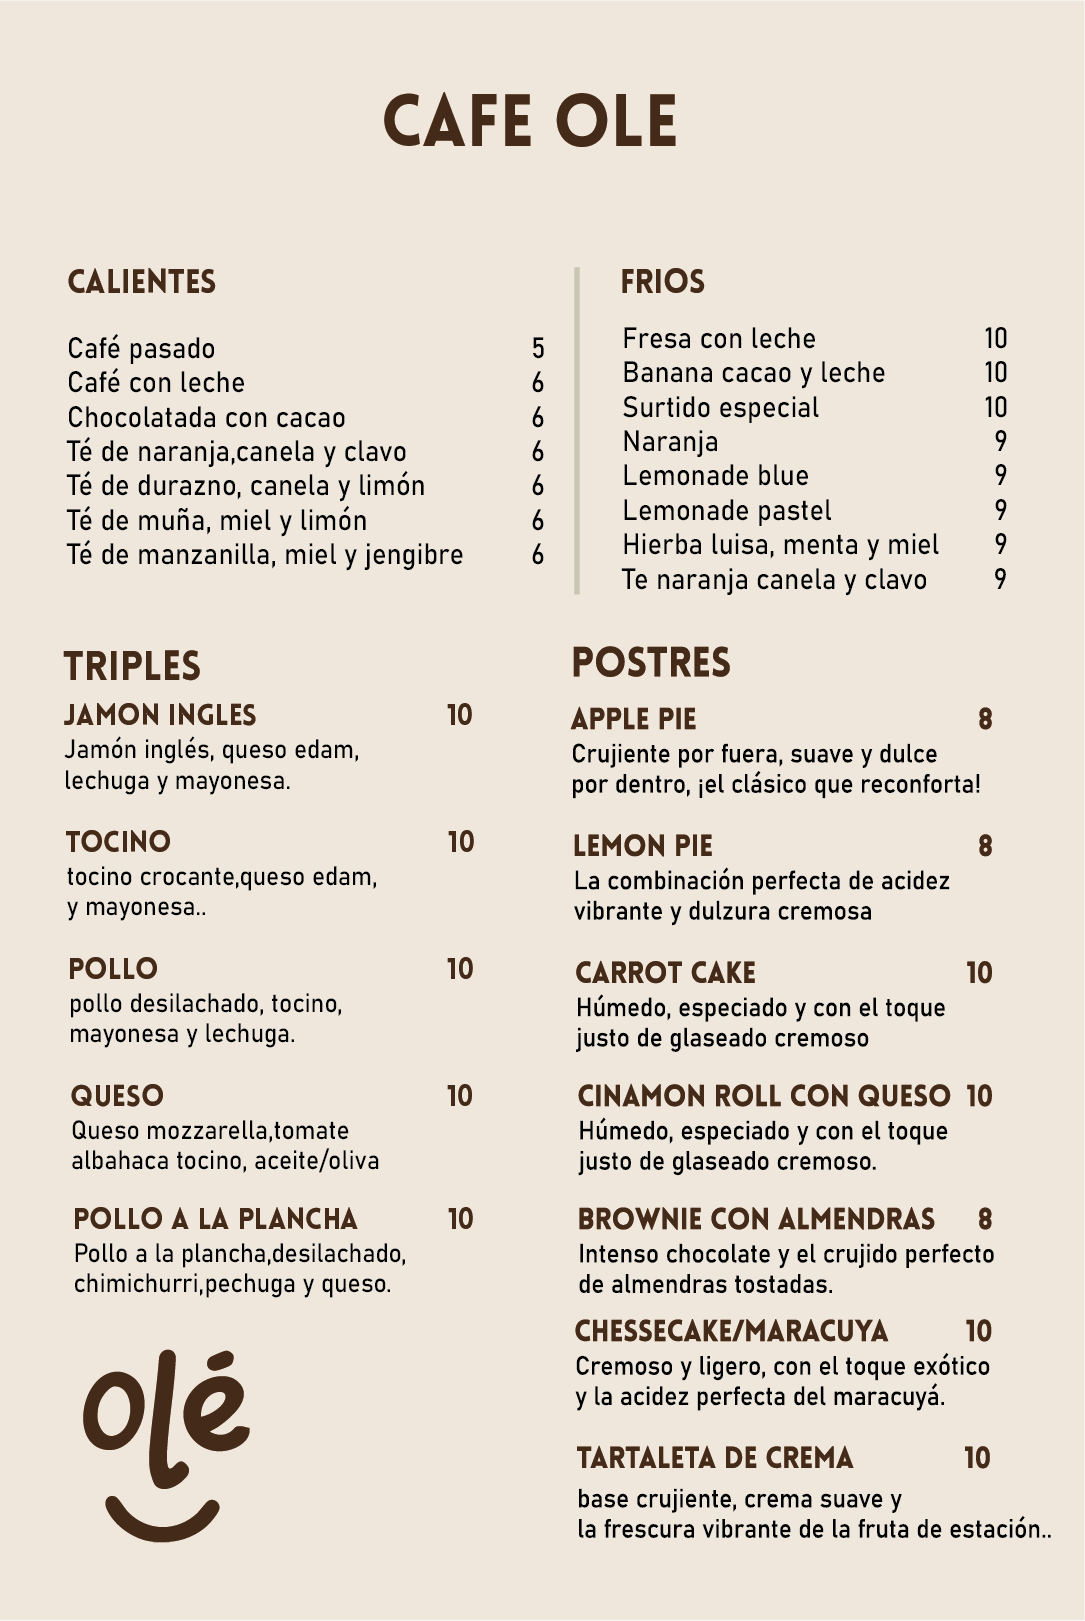 CAFE OLE
CALIENTES
Café pasado 5
Café con leche 6
Chocolatada con cacao 6
Té de naranja,canela y clavo 6
Té de durazno, canela y limón 6
Té de muña, miel y limón 6
Té de manzanilla, miel y jengibre 6
FRIOS
Fresa con leche 10
Banana cacao y leche 10
Surtido especial 10
Naranja 9
Lemonade blue 9
Lemonade pastel 9
Hierba luisa, menta y miel 9
Te naranja canela y clavo 9
TRIPLES
JAMON INGLES 10
Jamón inglés, queso edam,
lechuga y mayonesa.
TOCINO 10
tocino crocante,queso edam,
y mayonesa..
POLLO 10
pollo desilachado, tocino,
mayonesa y lechuga.
QUESO 10
Queso mozzarella,tomate
albahaca tocino, aceite/oliva
POLLO A LA PLANCHA 10
Pollo a la plancha,desilachado,
chimichurri,pechuga y queso.
olé
POSTRES
APPLE PIE 8
Crujiente por fuera, suave y dulce
por dentro, ¡el clásico que reconforta!
LEMON PIE 8
La combinación perfecta de acidez
vibrante y dulzura cremosa
CARROT CAKE 10
Húmedo, especiado y con el toque
justo de glaseado cremoso
CINAMON ROLL CON QUESO 10
Húmedo, especiado y con el toque
justo de glaseado cremoso.
BROWNIE CON ALMENDRAS 8
Intenso chocolate y el crujido perfecto
de almendras tostadas.
CHESSECAKE/MARACUYA 10
Cremoso y ligero, con el toque exótico
y la acidez perfecta del maracuyá.
TARTALETA DE CREMA 10
base crujiente, crema suave y
la frescura vibrante de la fruta de estación..